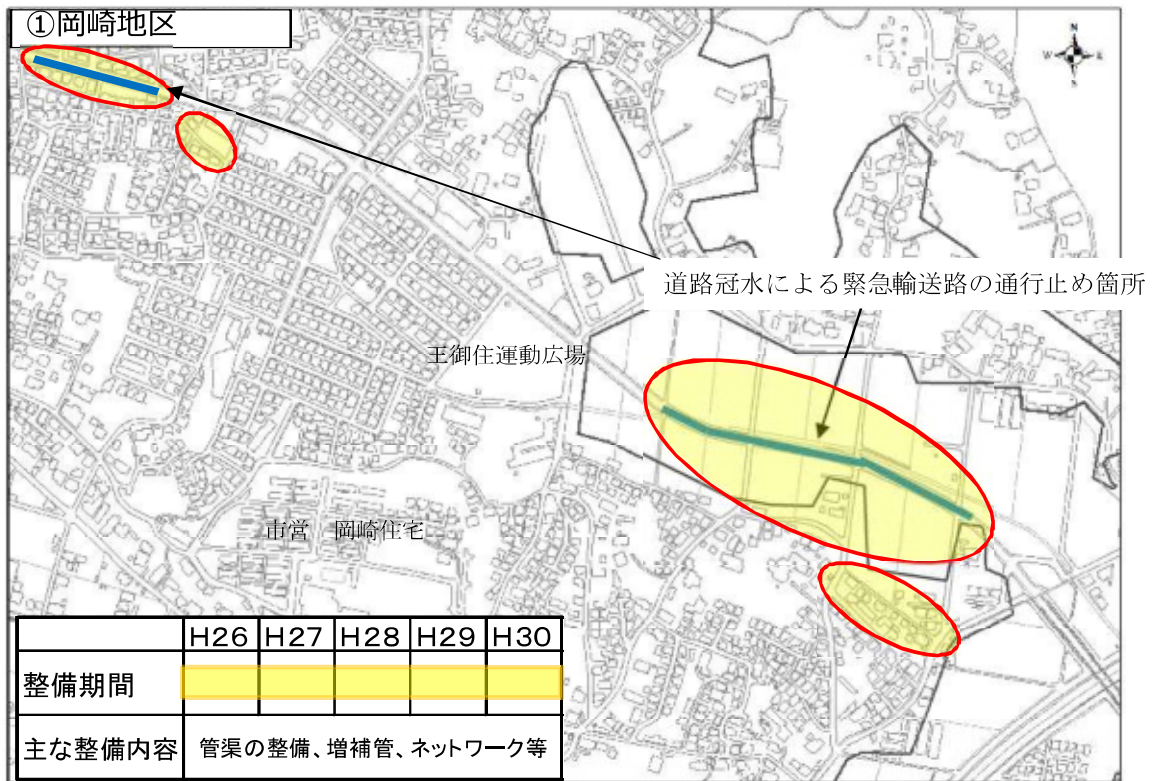 ①岡崎地区
N
W E
S
道路冠水による緊急輸送路の通行止め箇所
王御住運動広場
市営 岡崎住宅
H26 H27 H28 H29 H30
整備期間
主な整備内容 管渠の整備、増補管、ネットワーク等